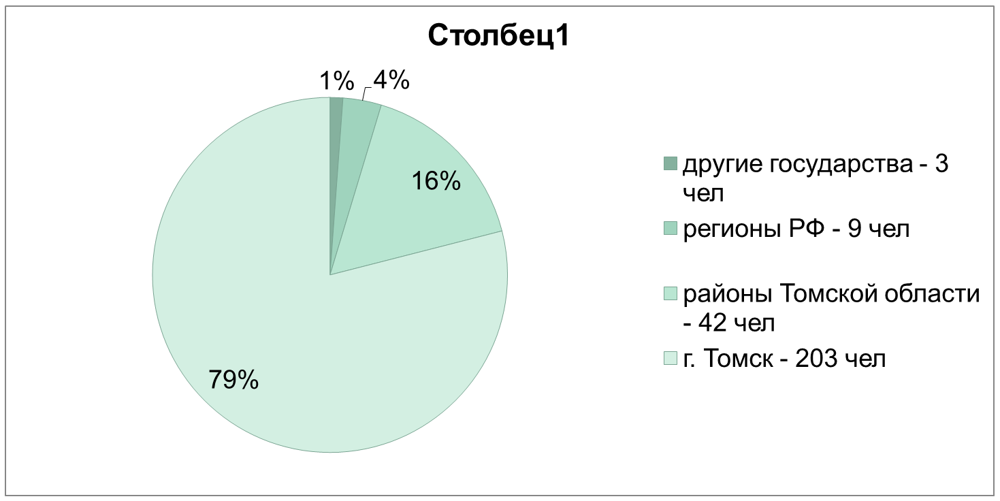 Столбец1
1%
4%
16%
79%
другие государства - 3
чел
регионы РФ - 9 чел
районы Томской области
- 42 чел
г. Томск - 203 чел